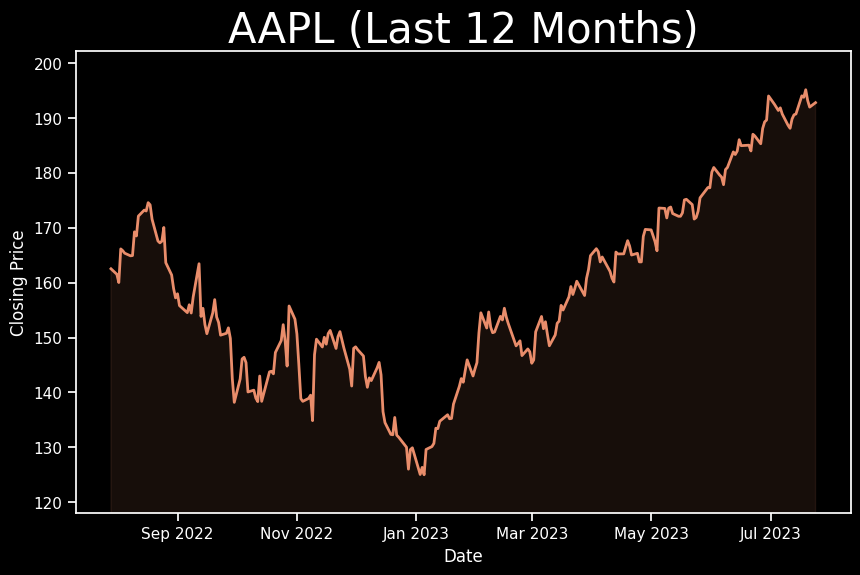 AAPL (Last 12 Months)
Closing Price
200
190
180
170
160
150
140
130
120
Sep 2022
Nov 2022
Jan 2023
Mar 2023
May 2023
Jul 2023
Date